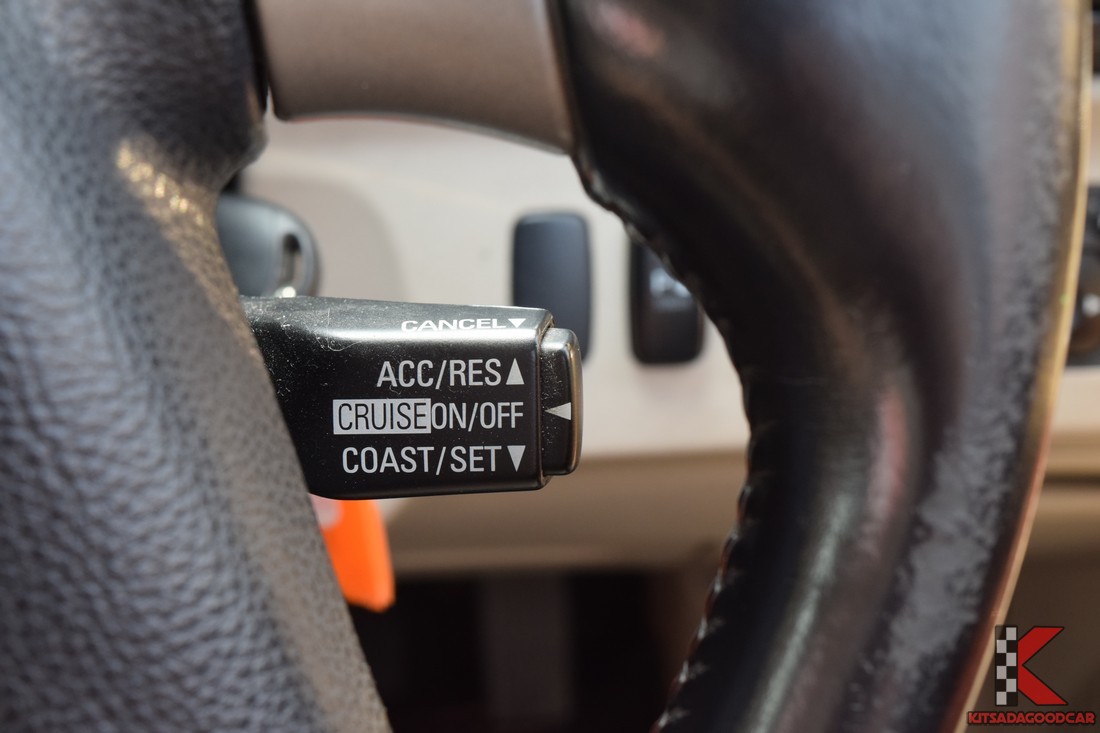 CANCEL▼
ACC/RES▲
CRUISE ON/OFF ◀
COAST/SET▼
K
KITSADAGOODCAR